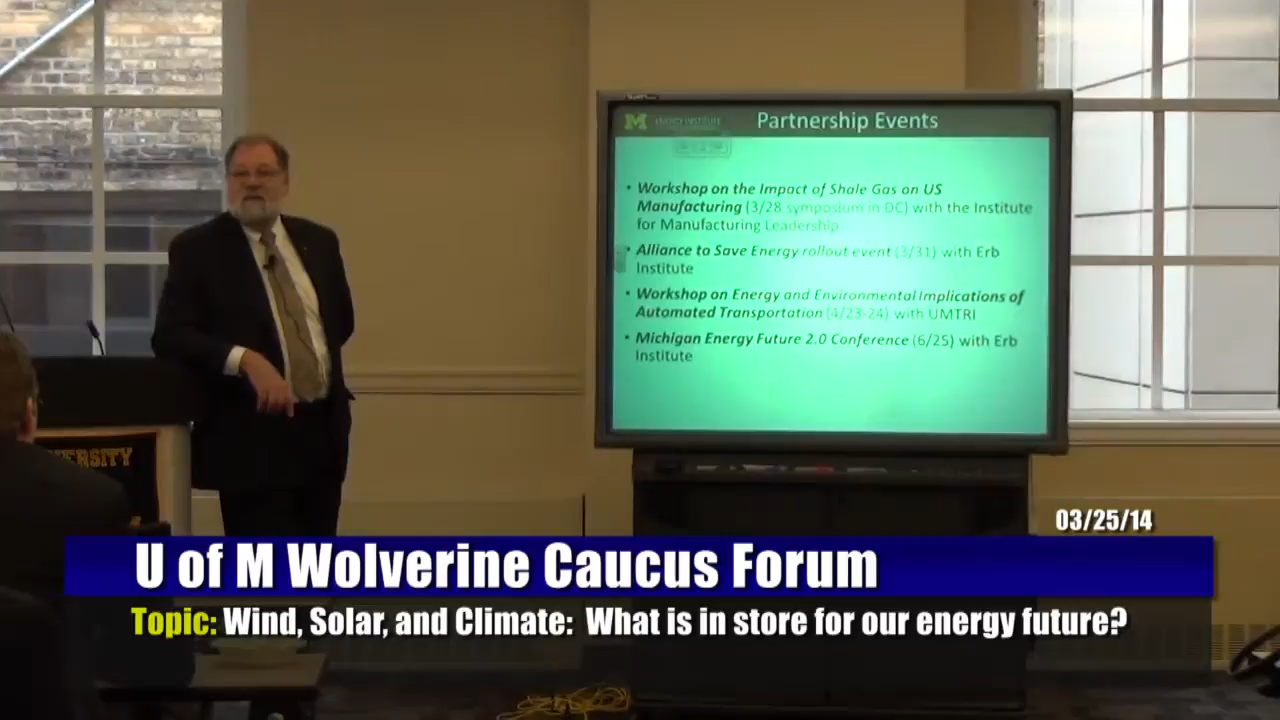 M ENERGY INSTITUTE
Partnership Events
• Workshop on the Impact of Shale Gas on US
Manufacturing (3/28 symposium in DC) with the Institute
for Manufacturing Leadership
• Alliance to Save Energy rollout event (3/31) with Erb
Institute
• Workshop on Energy and Environmental Implications of
Automated Transportation (4/23-24) with UMTRI
• Michigan Energy Future 2.0 Conference (6/25) with Erb
Institute
ERSITY
03/25/14
U of M Wolverine Caucus Forum
Topic: Wind, Solar, and Climate: What is in store for our energy future?